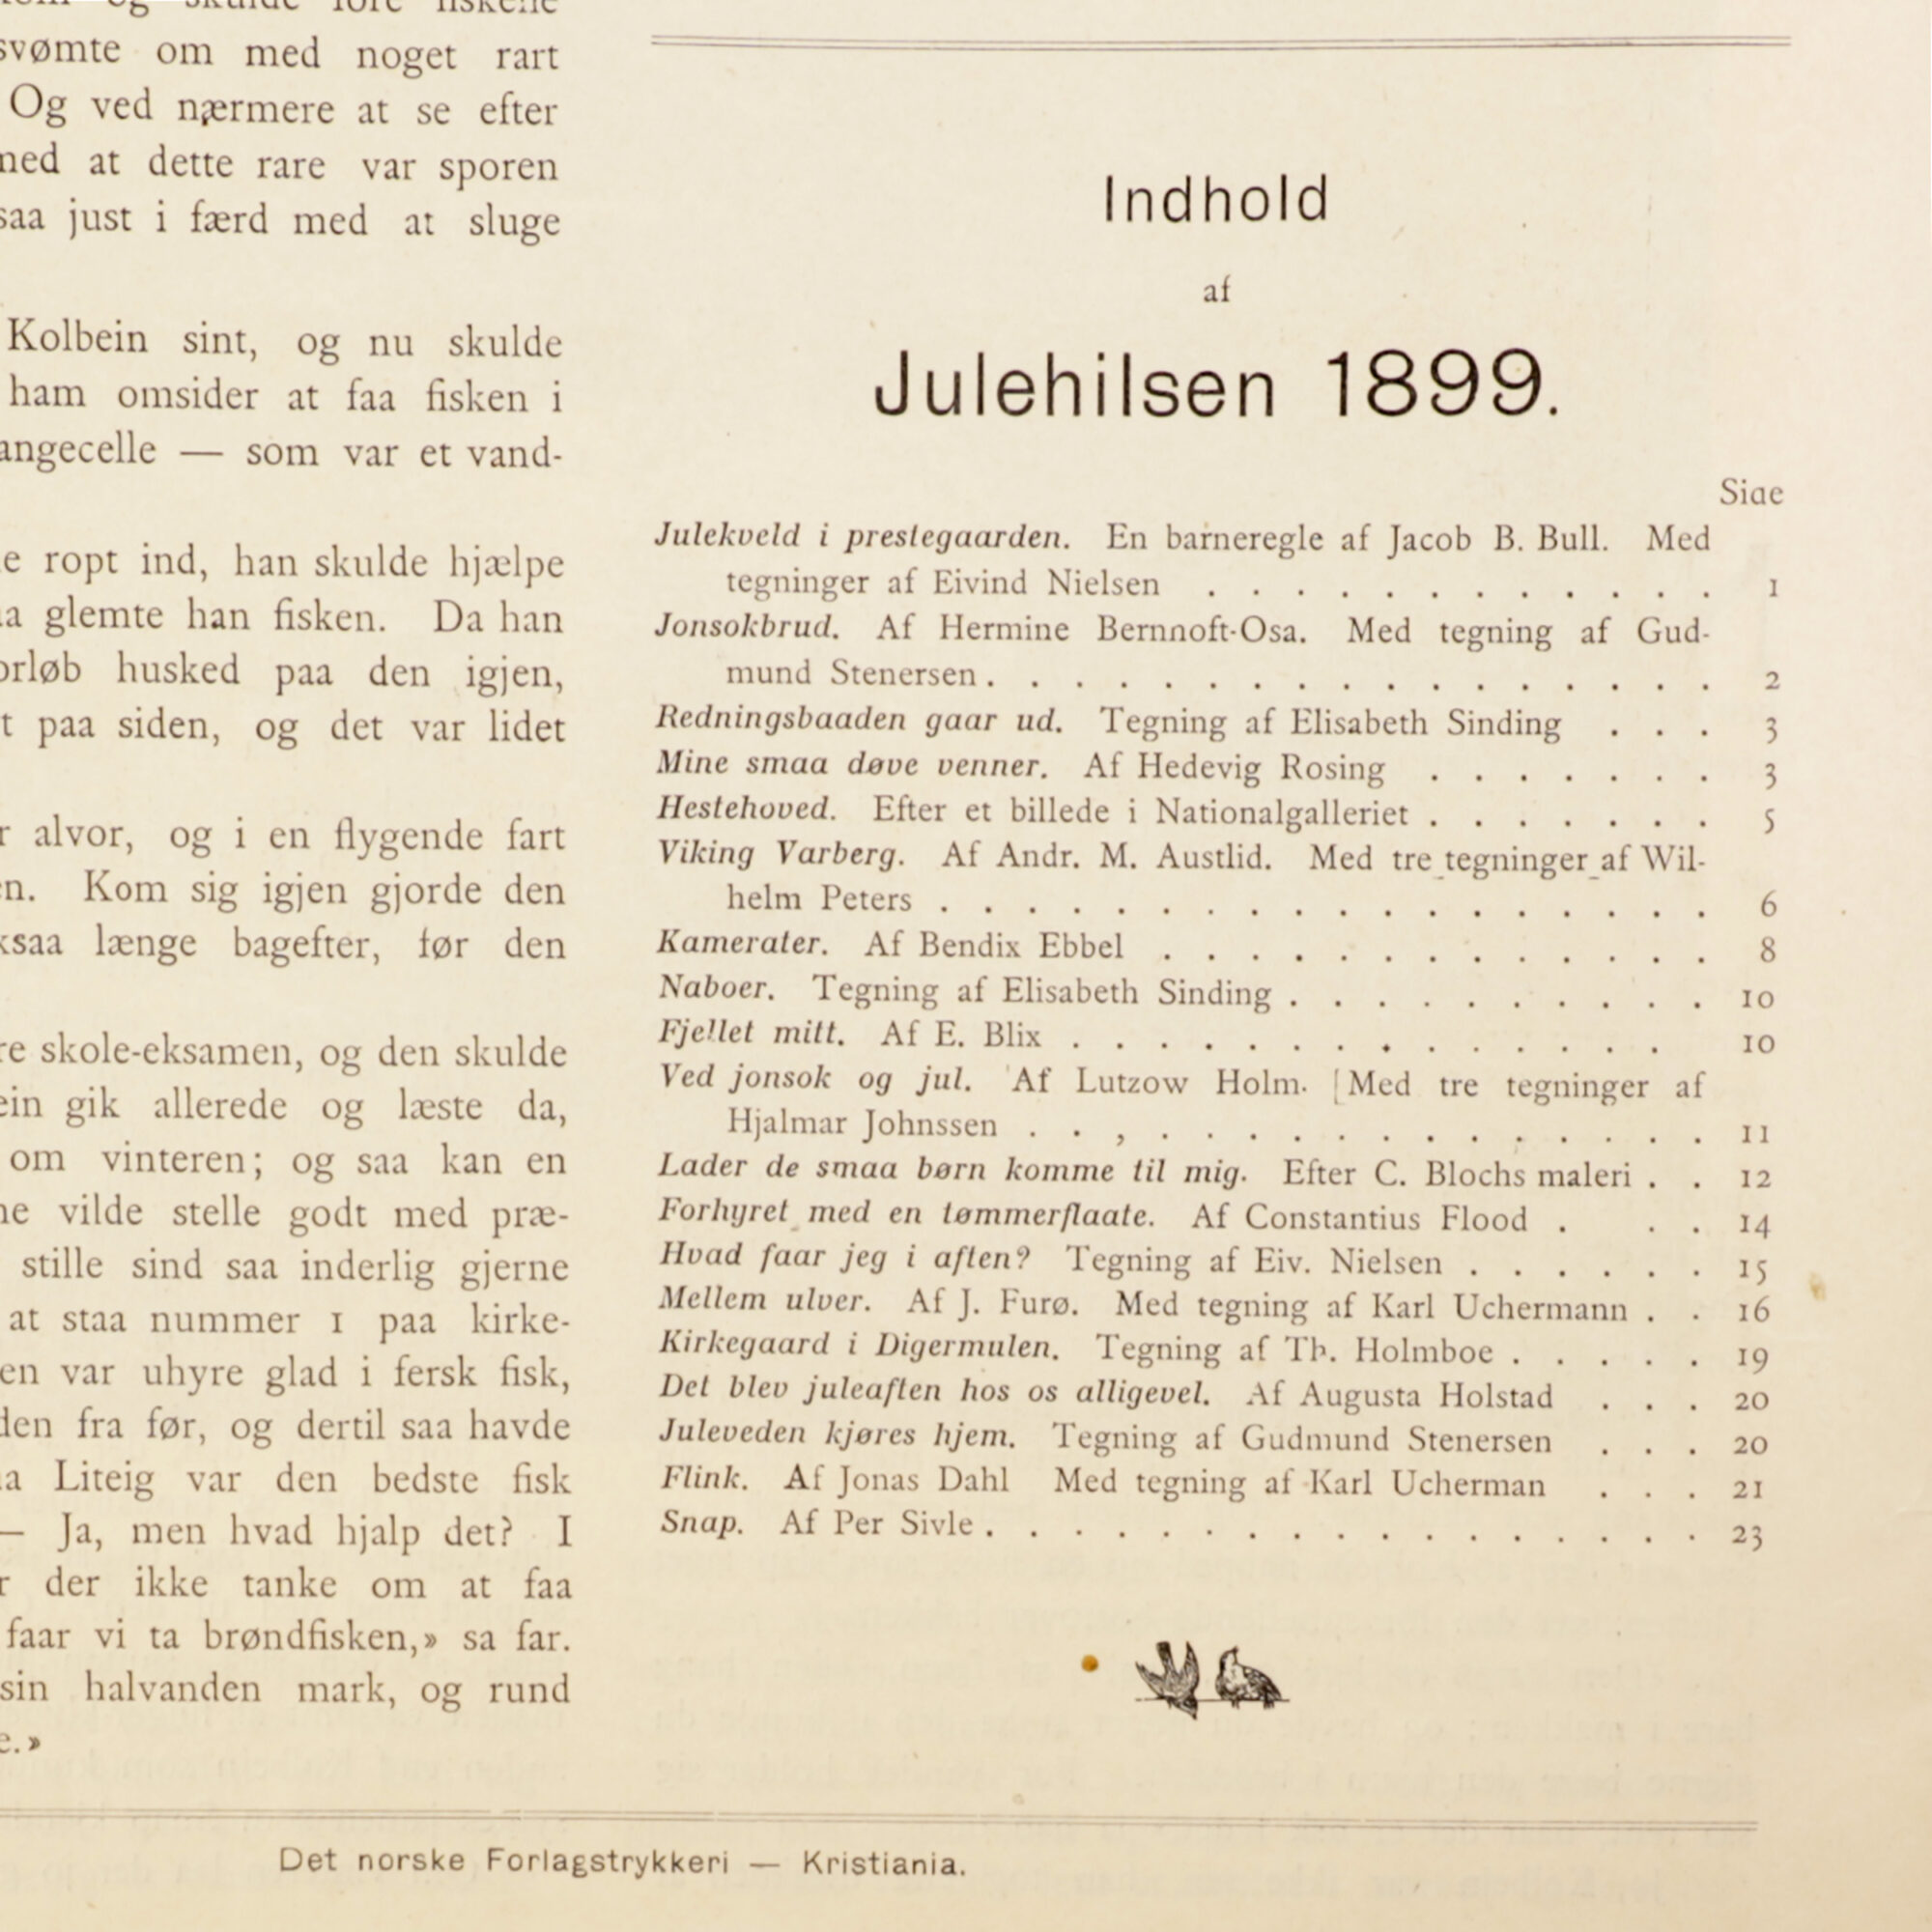 og skulde fore fiskene
svømte om med noget rart
Og ved nærmere at se efter
med at dette rare var sporen
saa just i færd med at sluge
Kolbein sint, og nu skulde
ham omsider at faa fisken i
angecelle — som var et vand-
e ropt ind, han skulde hjælpe
glemte han fisken. Da han
orløb husked paa den igjen,
t paa siden, og det var lidet
r alvor, og i en flygende fart
en. Kom sig igjen gjorde den
ksaa længe bagefter, før den
re skole-eksamen, og den skulde
ein gik allerede og læste da,
om vinteren; og saa kan en
ne vilde stelle godt med præ-
stille sind saa inderlig gjerne
at staa nummer 1 paa kirke-
en var uhyre glad i fersk fisk,
den fra før, og dertil saa havde
a Liteig var den bedste fisk
— Ja, men hvad hjalp det? I
r der ikke tanke om at faa
faar vi ta brøndfisken,» sa far.
sin halvanden mark, og rund
e.»
Indhold
af
Julehilsen 1899.
Side
Julekveld i prestegaarden. En barneregle af Jacob B. Bull. Med
tegninger af Eivind Nielsen . . . . . . . . . . . . 1
Jonsokbrud. Af Hermine Bernnoft-Osa. Med tegning af Gud-
mund Stenersen . . . . . . . . . . . . . . . . . 2
Redningsbaaden gaar ud. Tegning af Elisabeth Sinding . . . 3
Mine smaa døve venner. Af Hedevig Rosing . . . . . . . 3
Hestehoved. Efter et billede i Nationalgalleriet . . . . . . . 5
Viking Varberg. Af Andr. M. Austlid. Med tre tegninger af Wil-
helm Peters . . . . . . . . . . . . . . . . . . 6
Kamerater. Af Bendix Ebbel . . . . . . . . . . . . . 8
Naboer. Tegning af Elisabeth Sinding . . . . . . . . . . 10
Fjellet mitt. Af E. Blix . . . . . . . . . . . . . . 10
Ved jonsok og jul. Af Lutzow Holm. Med tre tegninger af
Hjalmar Johnssen . . , . . . . . . . . . . . . . 11
Lader de smaa børn komme til mig. Efter C. Blochs maleri . . 12
Forhyret med en tømmerflaate. Af Constantius Flood . . . 14
Hvad faar jeg i aften? Tegning af Eiv. Nielsen . . . . . . 15
Mellem ulver. Af J. Furø. Med tegning af Karl Uchermann . . 16
Kirkegaard i Digermulen. Tegning af Th. Holmboe . . . . . 19
Det blev juleaften hos os alligevel. Af Augusta Holstad . . . 20
Juleveden kjøres hjem. Tegning af Gudmund Stenersen . . . 20
Flink. Af Jonas Dahl Med tegning af Karl Ucherman . . . 21
Snap. Af Per Sivle . . . . . . . . . . . . . . . . . 23
Det norske Forlagstrykkeri — Kristiania.